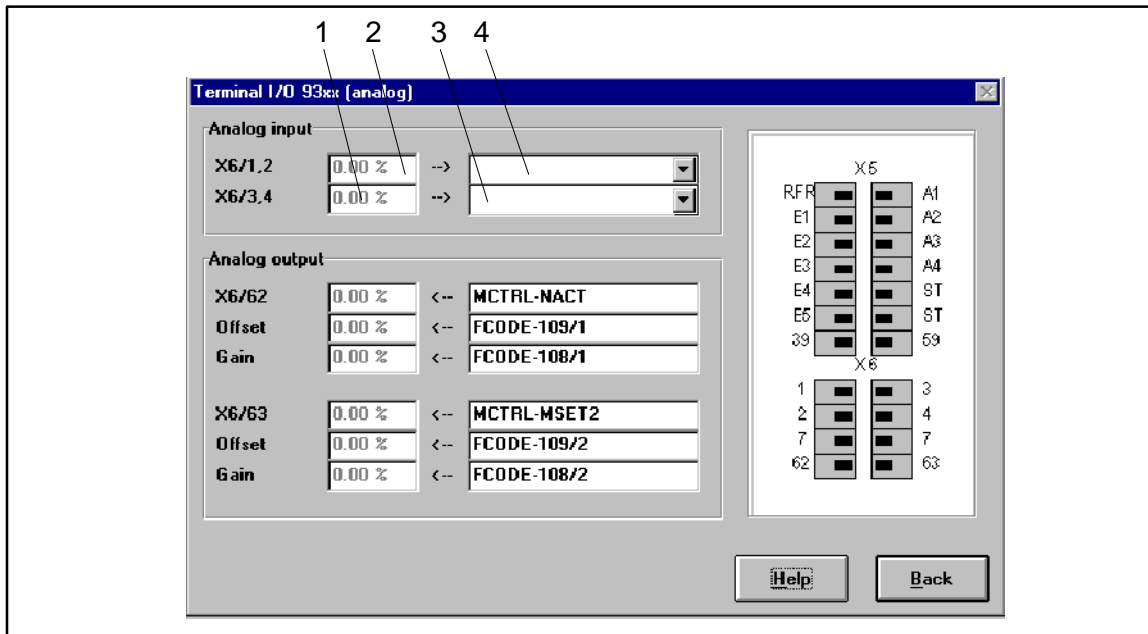 1 2 3 4
Terminal I/O 93xx (analog)
Analog input
X6/1,2 0.00 % --> 
X6/3,4 0.00 % -->
Analog output
X6/62 0.00 % <-- MCTRL-NACT
Offset 0.00 % <-- FCODE-109/1
Gain 0.00 % <-- FCODE-108/1
X6/63 0.00 % <-- MCTRL-MSET2
Offset 0.00 % <-- FCODE-109/2
Gain 0.00 % <-- FCODE-108/2
X5
RFR A1
E1 A2
E2 A3
E3 A4
E4 ST
E5 ST
39 59
X6
1 3
2 4
7 7
62 63
Help Back